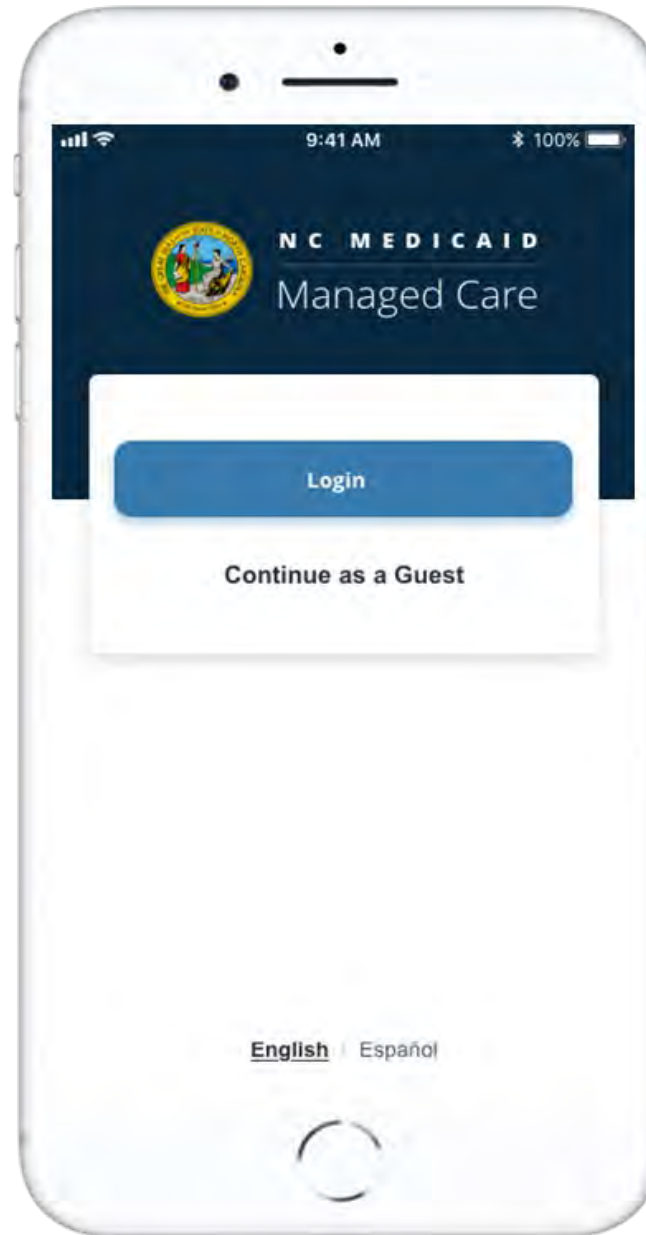 9:41 AM
100%
NC MEDICAID
Managed Care
Login
Continue as a Guest
English | Español